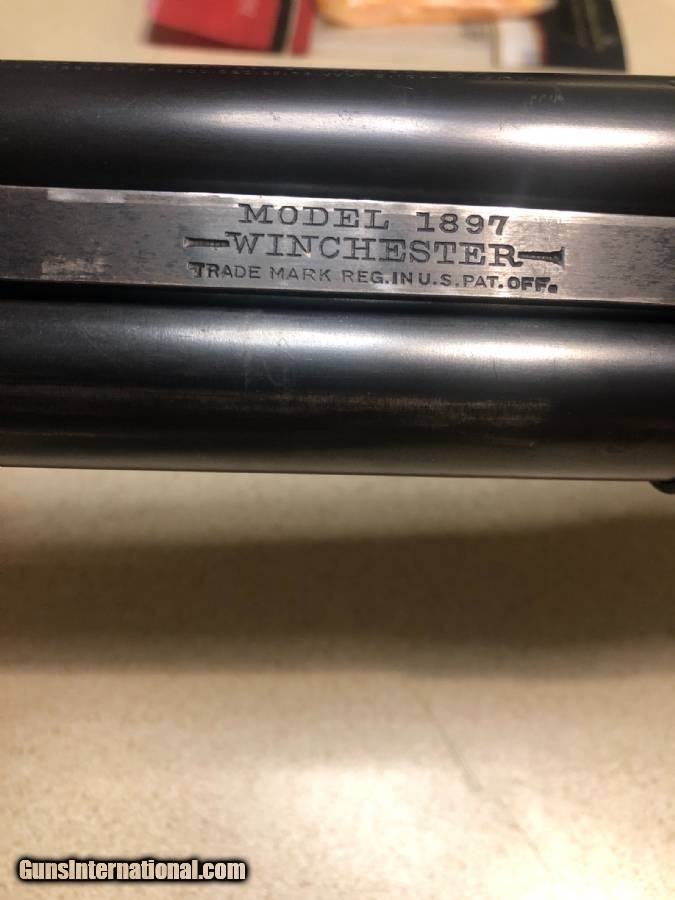 MODEL 1897
WINCHESTER
TRADE MARK REG. IN U.S. PAT. OFF.
GunsInternational.com